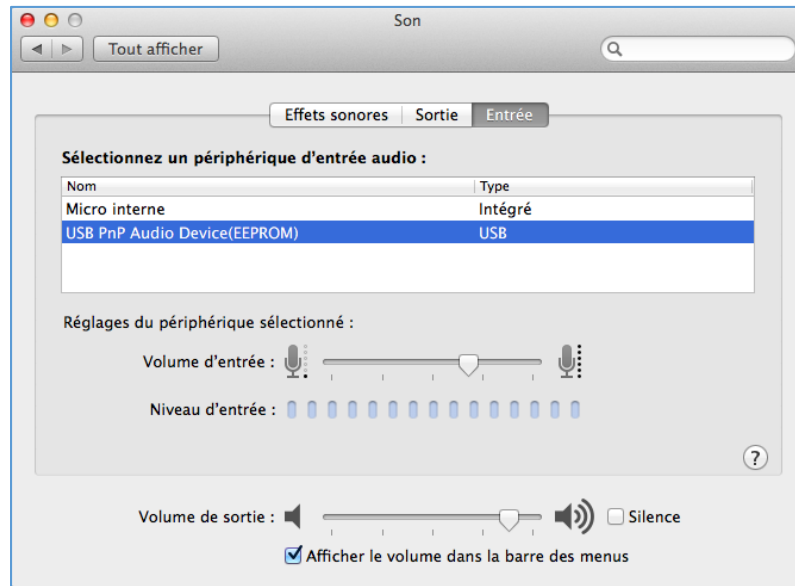 Son
Tout afficher
Effets sonores Sortie Entrée
Sélectionnez un périphérique d'entrée audio :
Nom Type
Micro interne Intégré
USB PnP Audio Device(EEPROM) USB
Réglages du périphérique sélectionné :
Volume d'entrée :
Niveau d'entrée :
?
Volume de sortie : Silence
Afficher le volume dans la barre des menus